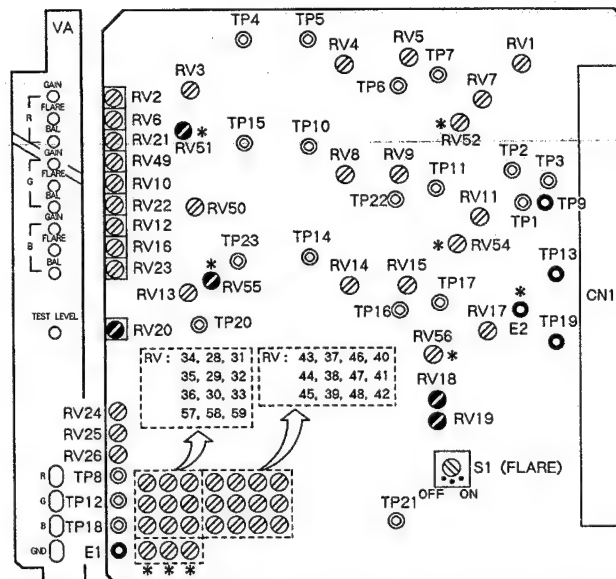 VA
TP4
TP5
RV5
RV4
TP7
RV1
RV3
TP6
RV7
GAIN
FLARE
BAL
R
RV2
RV6
RV21
RV51 *
TP15
TP10
* RV52
RV49
GAIN
FLARE
BAL
G
RV10
RV22
RV8
RV9
TP11
TP2
TP3
TP22
RV11
TP1
TP9
RV50
GAIN
FLARE
BAL
B
RV12
RV16
RV23
TP23
TP14
* RV54
TP13
CN1
*
RV55
RV13
RV14
RV15
TP17
*
TEST LEVEL
RV20
TP20
TP16
RV17
E2
TP19
RV56 *
RV : 34, 28, 31
35, 29, 32
36, 30, 33
57, 58, 59
RV : 43, 37, 46, 40
44, 38, 47, 41
45, 39, 48, 42
RV18
RV19
RV24
RV25
RV26
R TP8
G TP12
B TP18
GND E1
* * *
S1 (FLARE)
OFF ON
TP21